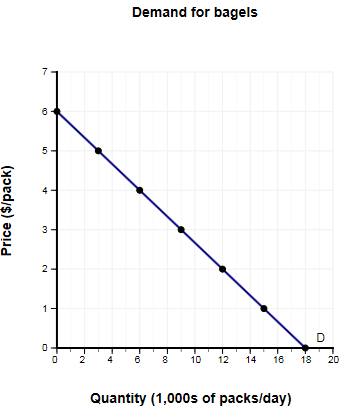 Demand for bagels
7
6
5
4
3
2
1
0
Price ($/pack)
D
0 2 4 6 8 10 12 14 16 18 20
Quantity (1,000s of packs/day)